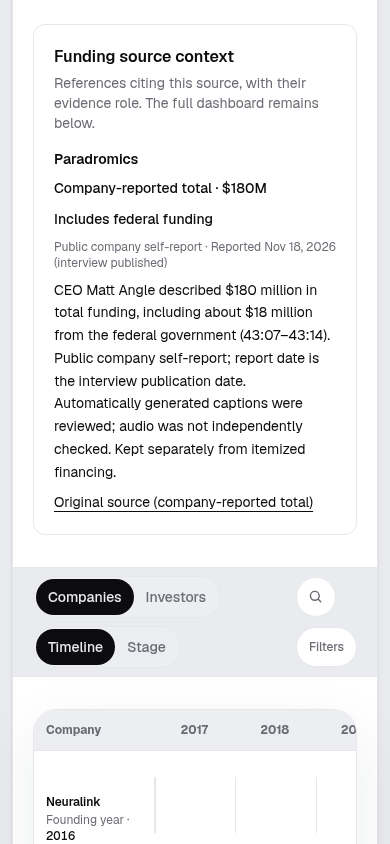 Funding source context
References citing this source, with their
evidence role. The full dashboard remains
below.
Paradromics
Company-reported total · $180M
Includes federal funding
Public company self-report · Reported Nov 18, 2026
(interview published)
CEO Matt Angle described $180 million in
total funding, including about $18 million
from the federal government (43:07–43:14).
Public company self-report; report date is
the interview publication date.
Automatically generated captions were
reviewed; audio was not independently
checked. Kept separately from itemized
financing.
Original source (company-reported total)
Companies Investors
Timeline Stage Filters
Company 2017 2018 20
Neuralink
Founding year ·
2016